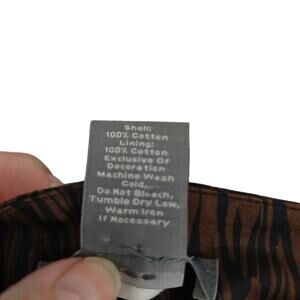 Shell:
100% Cotton
Lining:
100% Cotton
Exclusive Of
Decoration
Machine Wash
Cold,
Do Not Bleach,
Tumble Dry Low,
Warm Iron
If Necessary